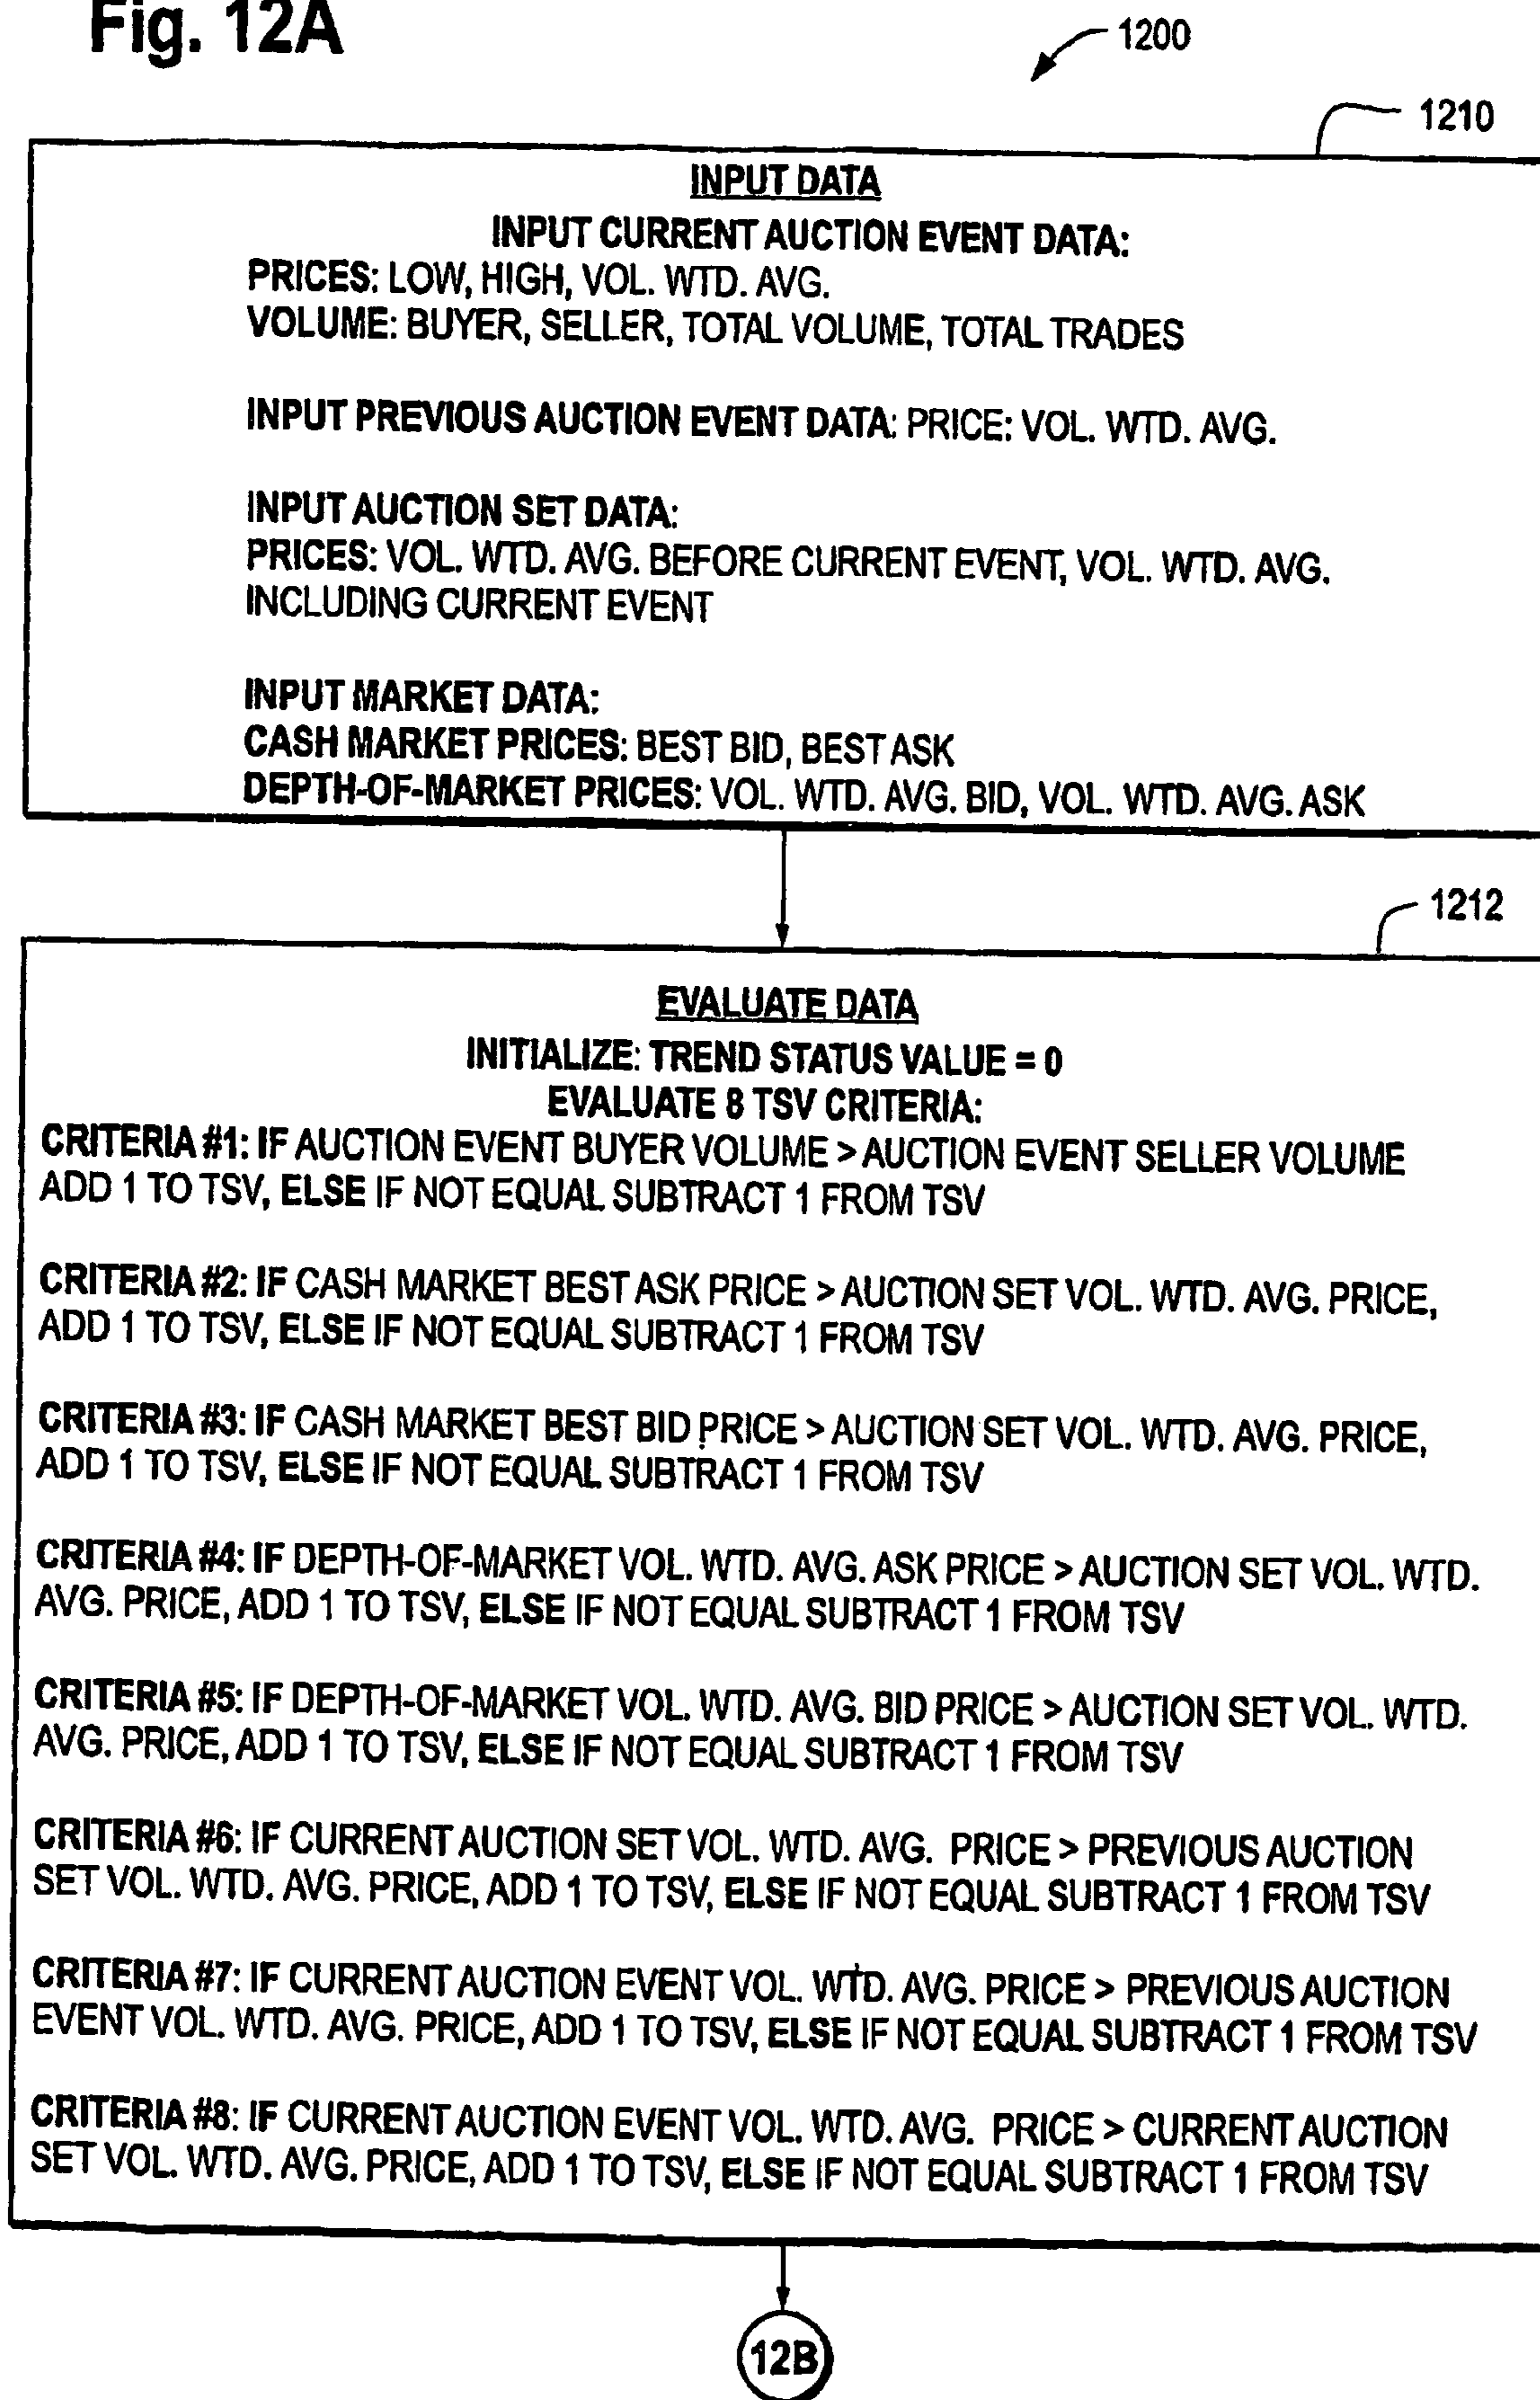 Fig. 12A
1200
1210
INPUT DATA
INPUT CURRENT AUCTION EVENT DATA:
PRICES: LOW, HIGH, VOL. WTD. AVG.
VOLUME: BUYER, SELLER, TOTAL VOLUME, TOTAL TRADES
INPUT PREVIOUS AUCTION EVENT DATA: PRICE: VOL. WTD. AVG.
INPUT AUCTION SET DATA:
PRICES: VOL. WTD. AVG. BEFORE CURRENT EVENT, VOL. WTD. AVG.
INCLUDING CURRENT EVENT
INPUT MARKET DATA:
CASH MARKET PRICES: BEST BID, BEST ASK
DEPTH-OF-MARKET PRICES: VOL. WTD. AVG. BID, VOL. WTD. AVG. ASK
1212
EVALUATE DATA
INITIALIZE: TREND STATUS VALUE = 0
EVALUATE 8 TSV CRITERIA:
CRITERIA #1: IF AUCTION EVENT BUYER VOLUME > AUCTION EVENT SELLER VOLUME
ADD 1 TO TSV, ELSE IF NOT EQUAL SUBTRACT 1 FROM TSV
CRITERIA #2: IF CASH MARKET BEST ASK PRICE > AUCTION SET VOL. WTD. AVG. PRICE,
ADD 1 TO TSV, ELSE IF NOT EQUAL SUBTRACT 1 FROM TSV
CRITERIA #3: IF CASH MARKET BEST BID PRICE > AUCTION SET VOL. WTD. AVG. PRICE,
ADD 1 TO TSV, ELSE IF NOT EQUAL SUBTRACT 1 FROM TSV
CRITERIA #4: IF DEPTH-OF-MARKET VOL. WTD. AVG. ASK PRICE > AUCTION SET VOL. WTD.
AVG. PRICE, ADD 1 TO TSV, ELSE IF NOT EQUAL SUBTRACT 1 FROM TSV
CRITERIA #5: IF DEPTH-OF-MARKET VOL. WTD. AVG. BID PRICE > AUCTION SET VOL. WTD.
AVG. PRICE, ADD 1 TO TSV, ELSE IF NOT EQUAL SUBTRACT 1 FROM TSV
CRITERIA #6: IF CURRENT AUCTION SET VOL. WTD. AVG. PRICE > PREVIOUS AUCTION
SET VOL. WTD. AVG. PRICE, ADD 1 TO TSV, ELSE IF NOT EQUAL SUBTRACT 1 FROM TSV
CRITERIA #7: IF CURRENT AUCTION EVENT VOL. WTD. AVG. PRICE > PREVIOUS AUCTION
EVENT VOL. WTD. AVG. PRICE, ADD 1 TO TSV, ELSE IF NOT EQUAL SUBTRACT 1 FROM TSV
CRITERIA #8: IF CURRENT AUCTION EVENT VOL. WTD. AVG. PRICE > CURRENT AUCTION
SET VOL. WTD. AVG. PRICE, ADD 1 TO TSV, ELSE IF NOT EQUAL SUBTRACT 1 FROM TSV
12B